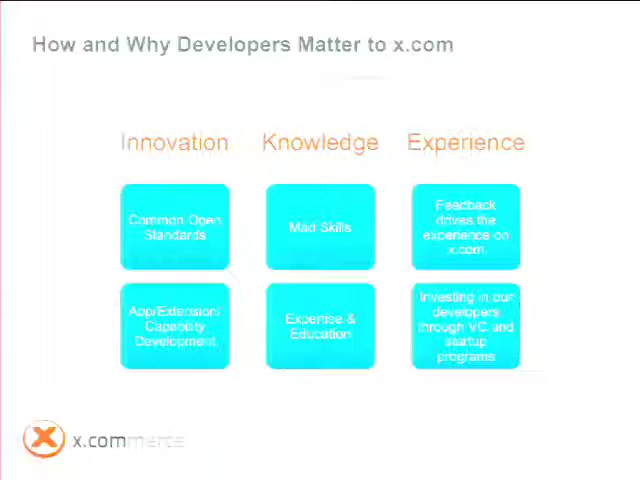 How and Why Developers Matter to x.com
Innovation Knowledge Experience
Common Open
Standards
Mad Skills
Feedback
drives the
experience on
x.com
App/Extension/
Capability
Development
Expertise &
Education
Investing in our
developers
through VC and
startup
programs
x.commerce